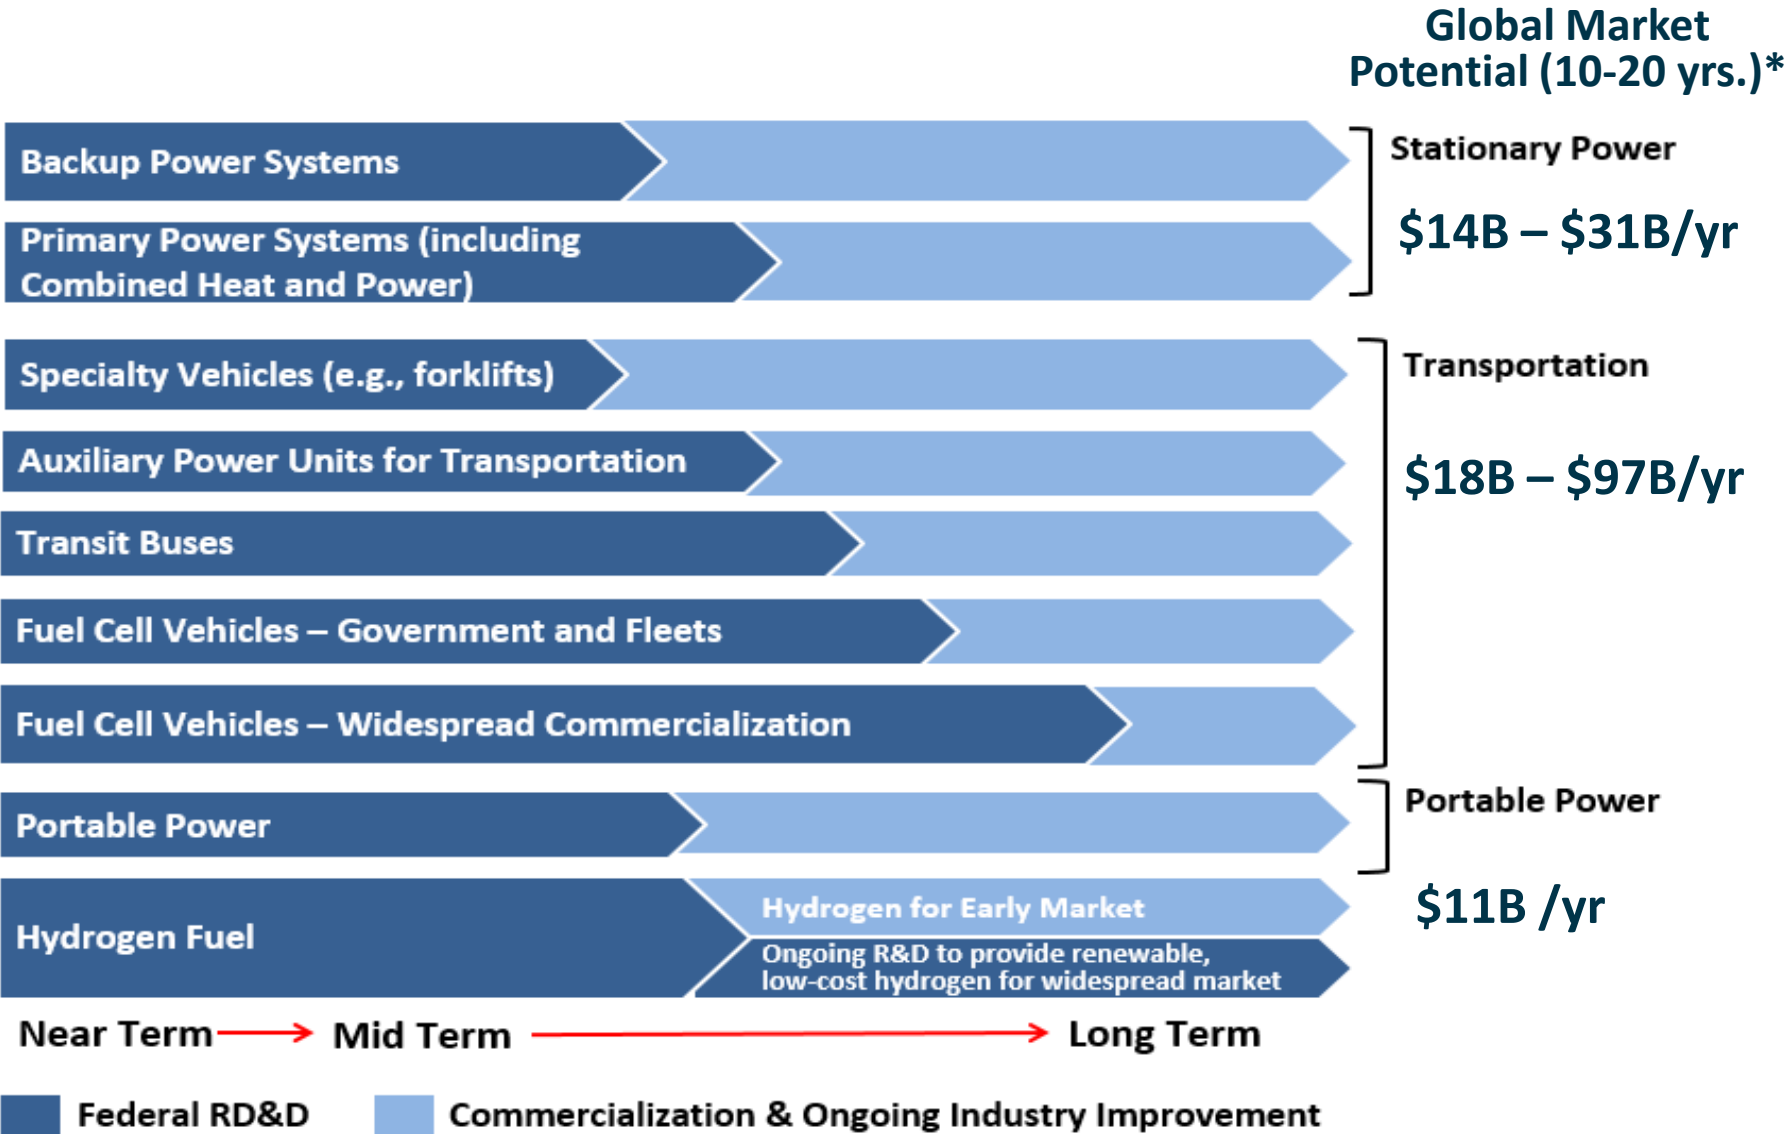 Global Market
Potential (10-20 yrs.)*
Backup Power Systems
Stationary Power
$14B – $31B/yr
Primary Power Systems (including
Combined Heat and Power)
Specialty Vehicles (e.g., forklifts)
Transportation
Auxiliary Power Units for Transportation
$18B – $97B/yr
Transit Buses
Fuel Cell Vehicles – Government and Fleets
Fuel Cell Vehicles – Widespread Commercialization
Portable Power
Portable Power
$11B /yr
Hydrogen Fuel
Hydrogen for Early Market
Ongoing R&D to provide renewable,
low-cost hydrogen for widespread market
Near Term
Mid Term
Long Term
Federal RD&D
Commercialization & Ongoing Industry Improvement